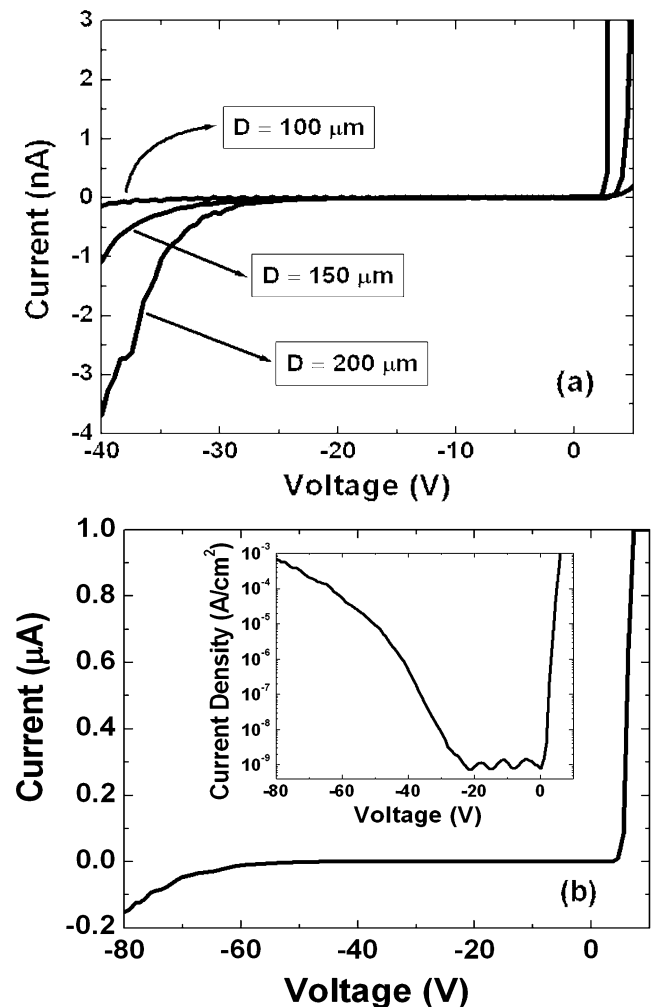 3
2
1
0
-1
-2
-3
-4
Current (nA)
D = 100 μm
D = 150 μm
D = 200 μm
(a)
-40 -30 -20 -10 0
Voltage (V)
1.0
0.8
0.6
0.4
0.2
0.0
-0.2
Current (μA)
10^-3
10^-4
10^-5
10^-6
10^-7
10^-8
10^-9
Current Density (A/cm^2)
-80 -60 -40 -20 0
Voltage (V)
(b)
-80 -60 -40 -20 0
Voltage (V)